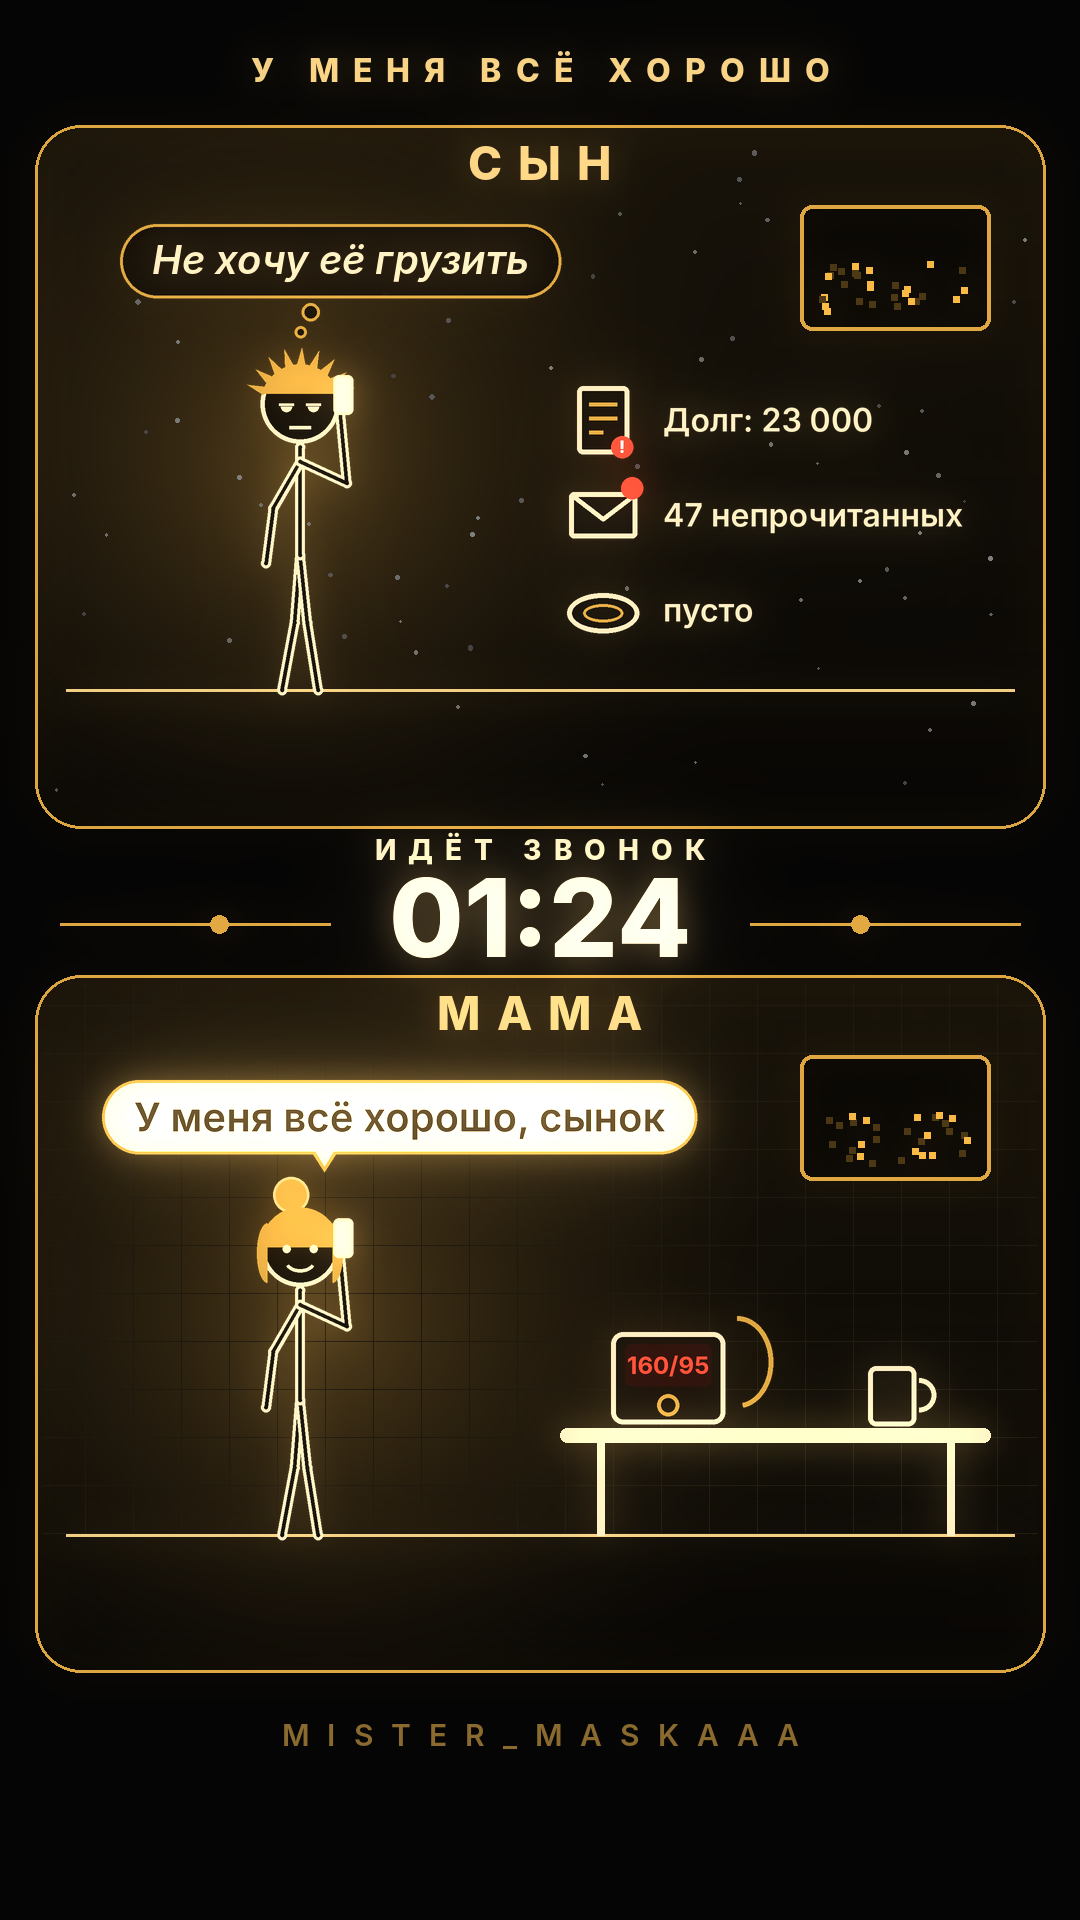 У МЕНЯ ВСЁ ХОРОШО
СЫН
Не хочу её грузить
Долг: 23 000
!
47 непрочитанных
пусто
ИДЁТ ЗВОНОК
01:24
МАМА
У меня всё хорошо, сынок
160/95
MISTER_MASKAAA